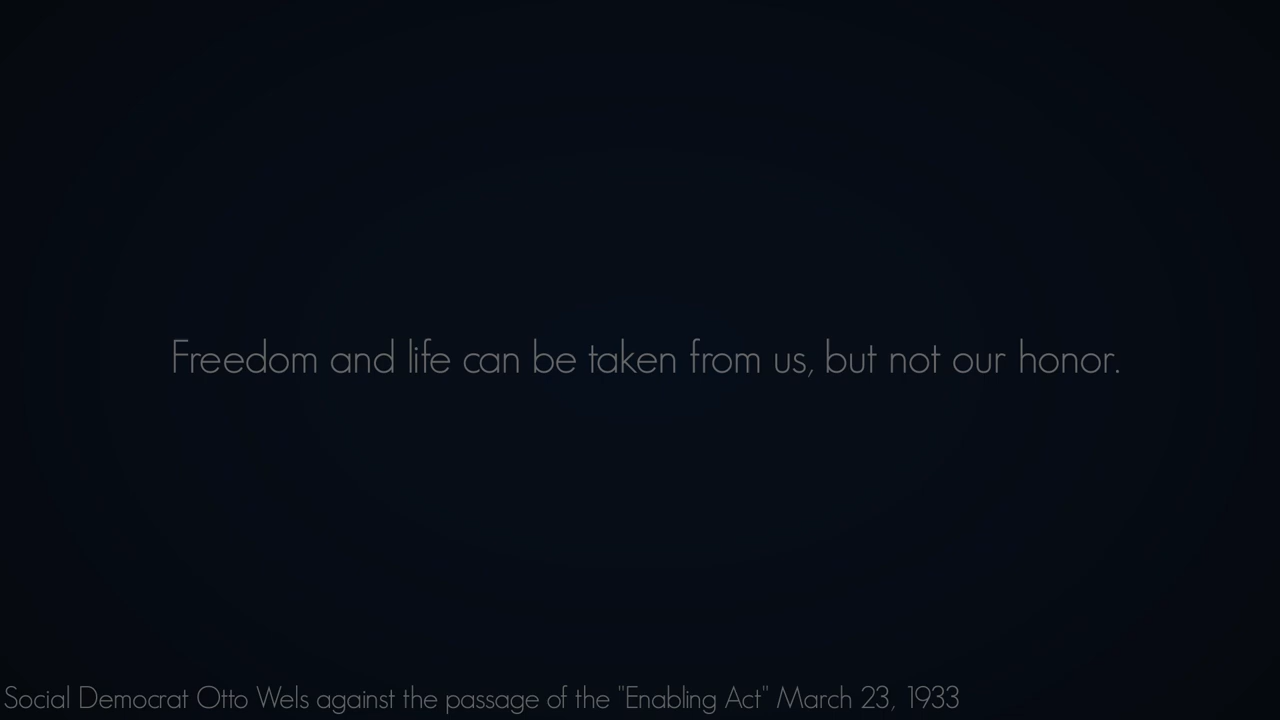 Freedom and life can be taken from us, but not our honor.
Social Democrat Otto Wels against the passage of the "Enabling Act" March 23, 1933